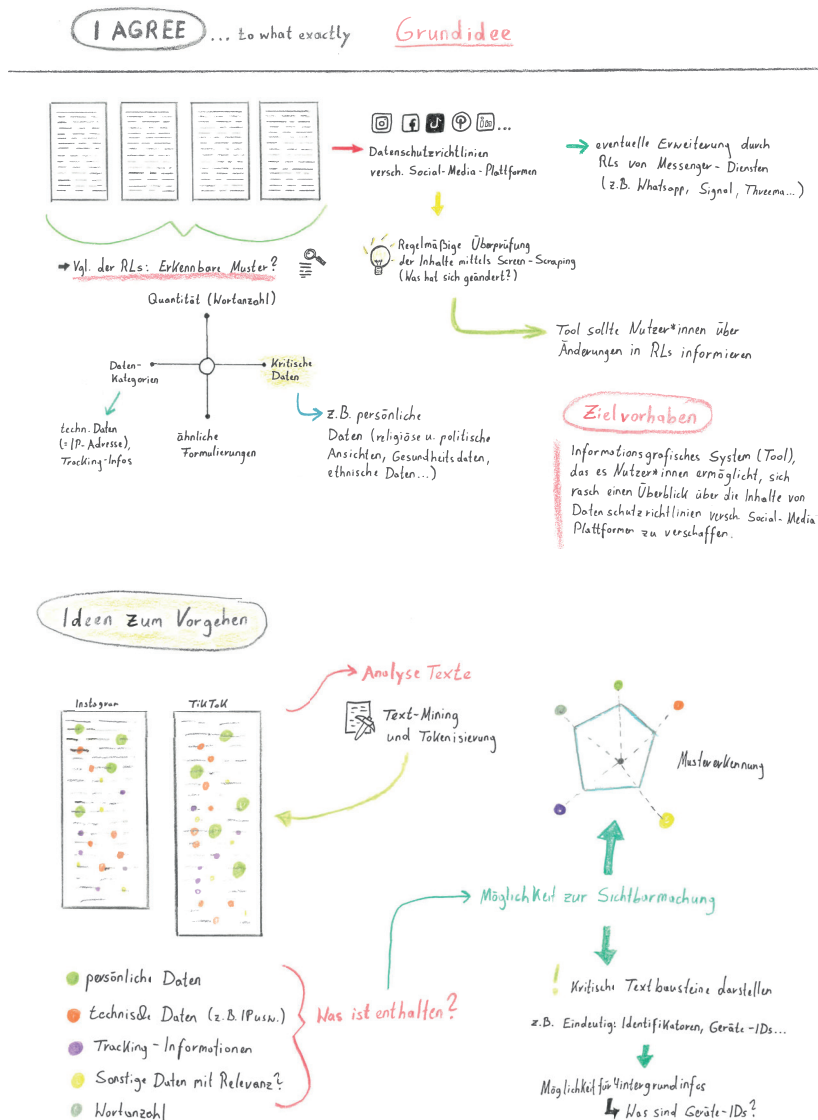 I AGREE ... to what exactly
Grundidee
Datenschutzrichtlinien
versch. Social-Media-Plattformen
eventuelle Erweiterung durch
RLs von Messenger-Diensten
(z.B. Whatsapp, Signal, Threema...)
Regelmäßige Überprüfung
der Inhalte mittels Screen-Scraping
(Was hat sich geändert?)
Vgl. der RLs: Erkennbare Muster?
Quantität (Wortanzahl)
Daten-
Kategorien
Kritische
Daten
techn. Daten
(=IP-Adresse),
Tracking-Infos
ähnliche
Formulierungen
z.B. persönliche
Daten (religiöse u. politische
Ansichten, Gesundheitsdaten,
ethnische Daten...)
Tool sollte Nutzer*innen über
Änderungen in RLs informieren
Zielvorhaben
Informationsgrafisches System (Tool),
das es Nutzer*innen ermöglicht, sich
rasch einen Überblick über die Inhalte von
Datenschutzrichtlinien versch. Social-Media
Plattformen zu verschaffen.
Ideen zum Vorgehen
Analyse Texte
Instagram
TikTok
Text-Mining
und Tokenisierung
Mustererkennung
Möglichkeit zur Sichtbarmachung
persönliche Daten
technische Daten (z.B. IP usw.)
Tracking-Informationen
Sonstige Daten mit Relevanz?
Wortanzahl
Was ist enthalten?
! Kritische Textbausteine darstellen
z.B. Eindeutig: Identifikatoren, Geräte-IDs...
Möglichkeit für Hintergrundinfos
Was sind Geräte-IDs?